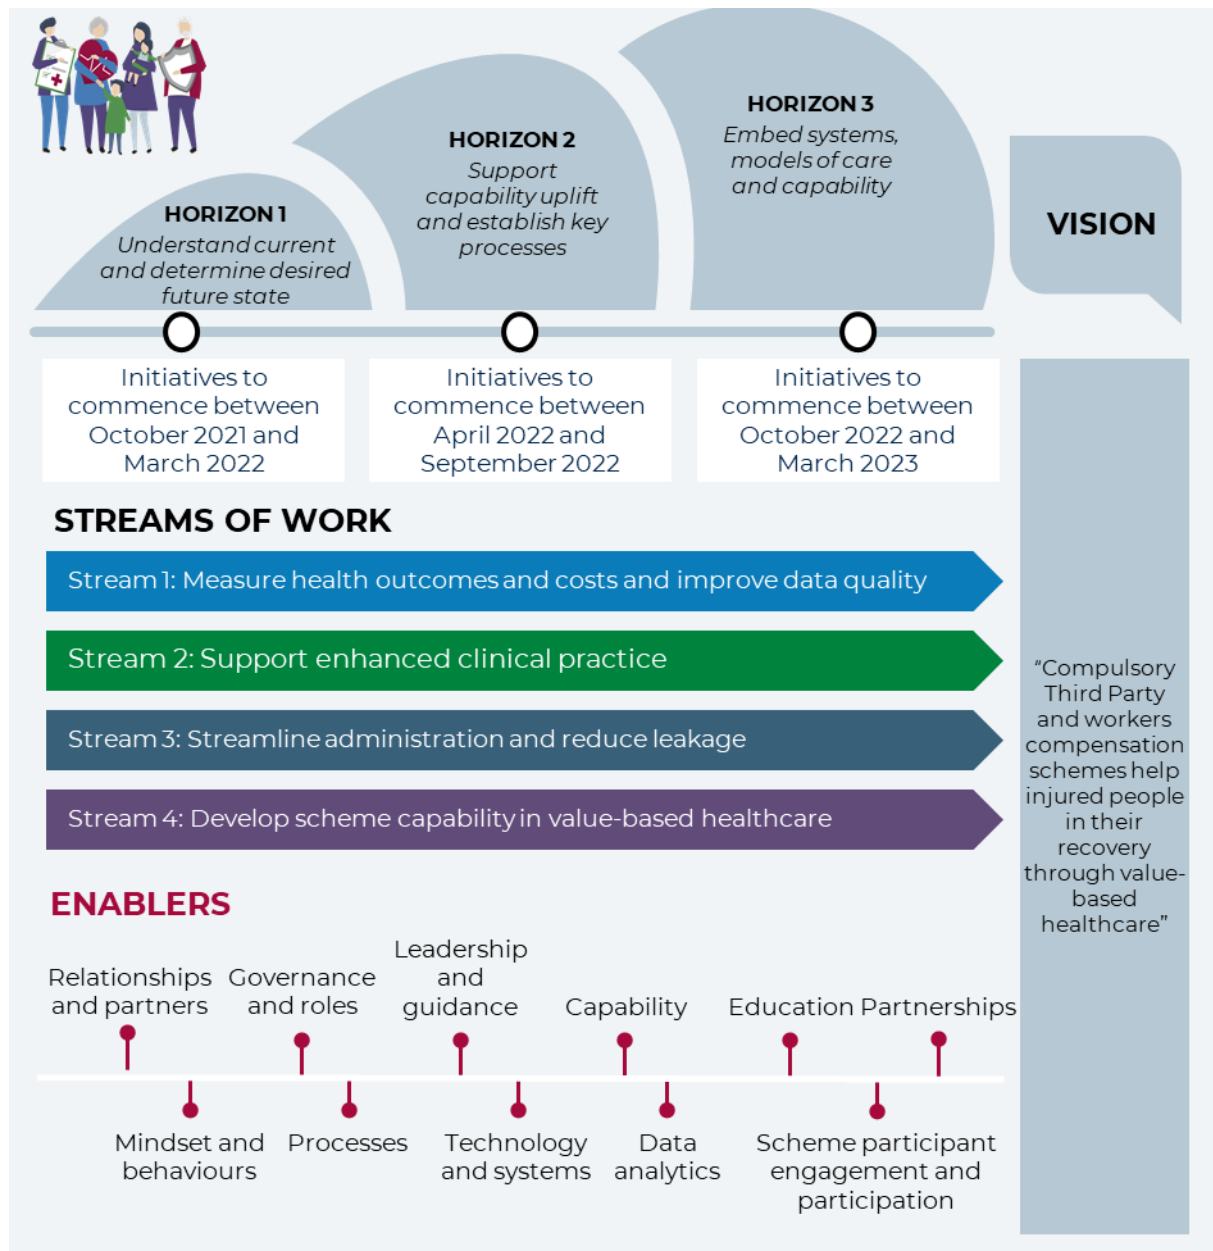 HORIZON 1
Understand current
and determine desired
future state
HORIZON 2
Support
capability uplift
and establish key
processes
HORIZON 3
Embed systems,
models of care
and capability
VISION
Initiatives to
commence between
October 2021 and
March 2022
Initiatives to
commence between
April 2022 and
September 2022
Initiatives to
commence between
October 2022 and
March 2023
STREAMS OF WORK
Stream 1: Measure health outcomes and costs and improve data quality
Stream 2: Support enhanced clinical practice
Stream 3: Streamline administration and reduce leakage
Stream 4: Develop scheme capability in value-based healthcare
“Compulsory
Third Party
and workers
compensation
schemes help
injured people
in their
recovery
through value-
based
healthcare”
ENABLERS
Relationships
and partners
Governance
and roles
Leadership
and
guidance
Capability
Education
Partnerships
Mindset and
behaviours
Processes
Technology
and systems
Data
analytics
Scheme participant
engagement and
participation